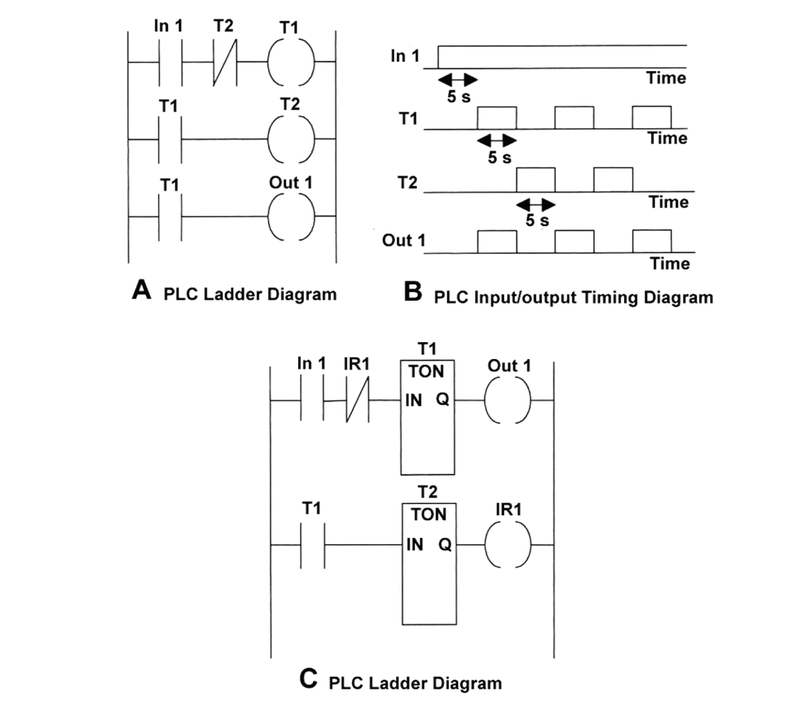 In 1 T2 T1
T1 T2
T1 Out 1
A PLC Ladder Diagram
In 1
Time
5 s
T1
Time
5 s
T2
Time
5 s
Out 1
Time
B PLC Input/output Timing Diagram
T1
In 1 IR1 Out 1
TON
IN Q
T2
T1 IR1
TON
IN Q
C PLC Ladder Diagram